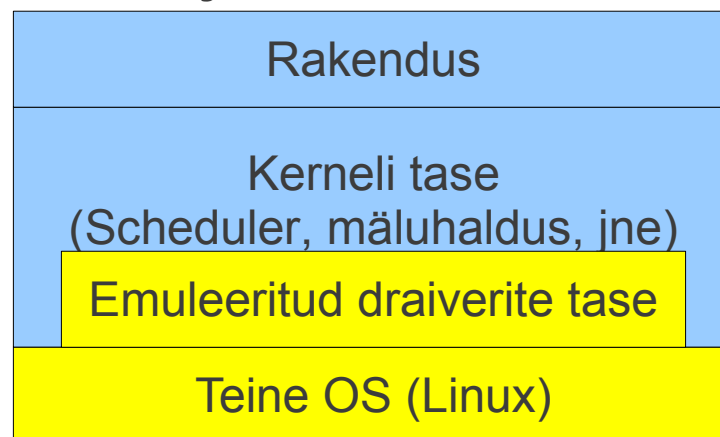 Rakendus
Kerneli tase
(Scheduler, mäluhaldus, jne)
Emuleeritud draiverite tase
Teine OS (Linux)